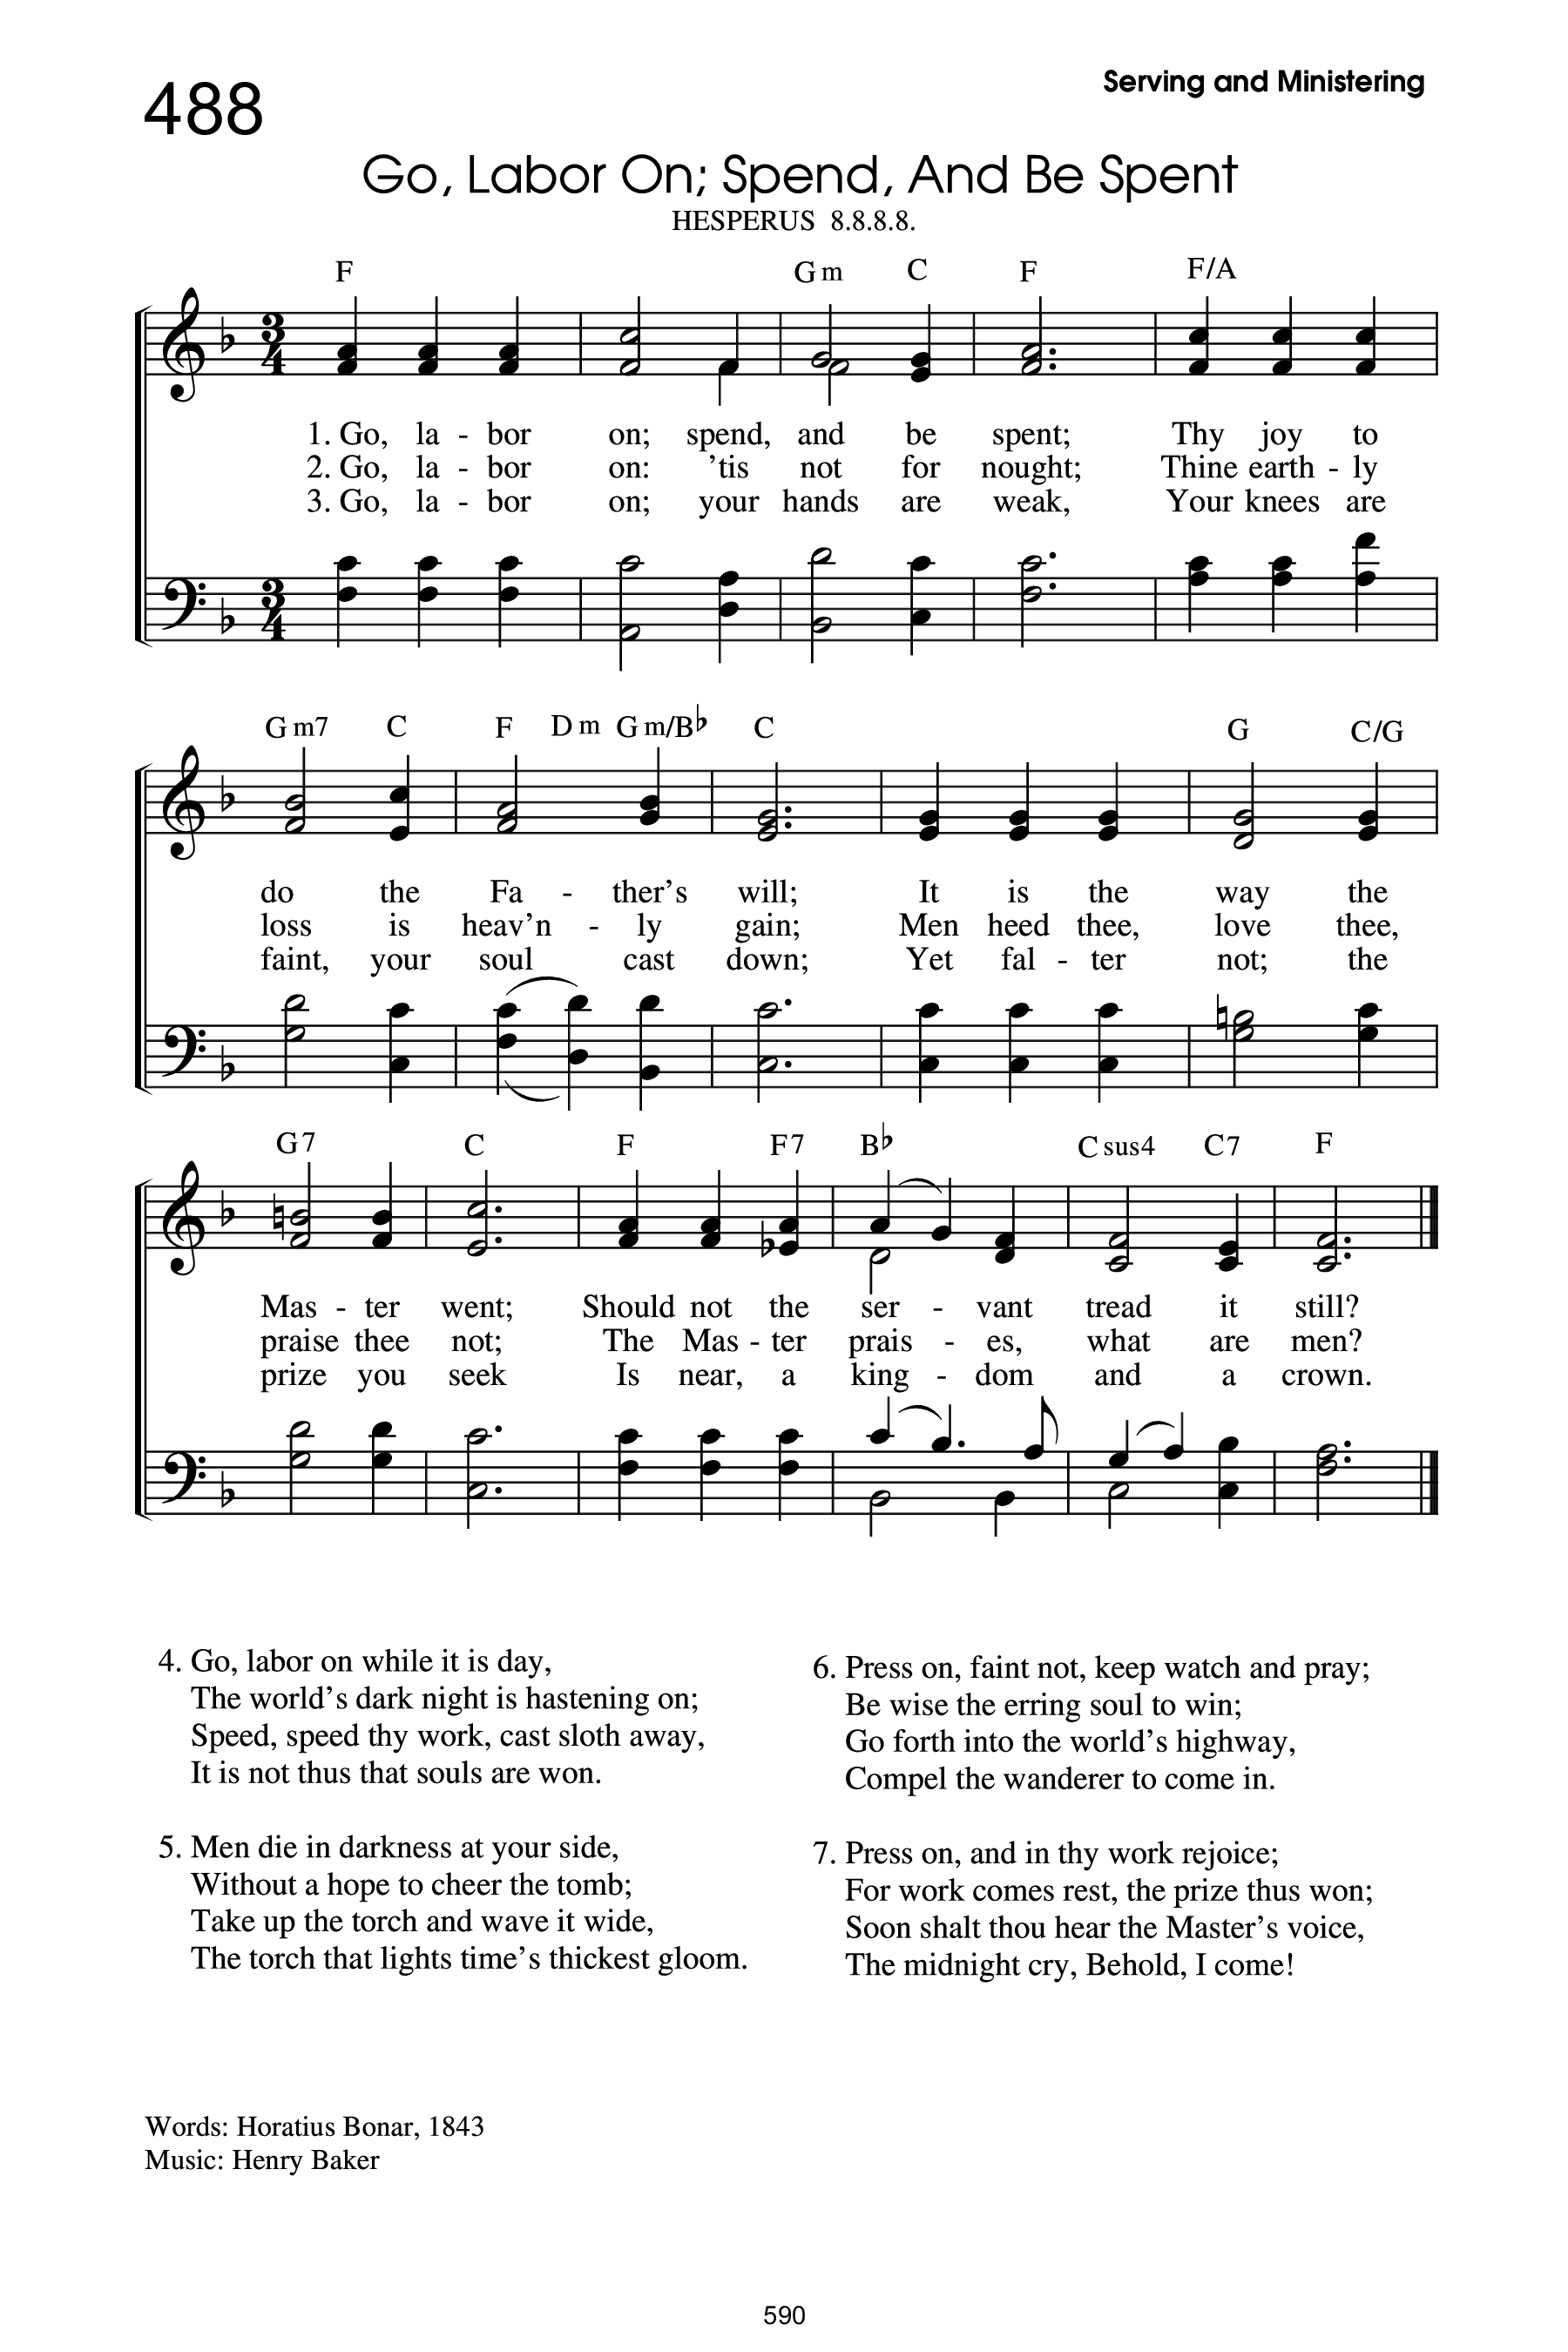 488
Serving and Ministering
Go, Labor On; Spend, And Be Spent
HESPERUS 8.8.8.8.
F Gm C F F/A
1. Go, la - bor on; spend, and be spent; Thy joy to
2. Go, la - bor on: ’tis not for nought; Thine earth - ly
3. Go, la - bor on; your hands are weak, Your knees are
Gm7 C F Dm Gm/B♭ C G C/G
do the Fa - ther’s will; It is the way the
loss is heav’n - ly gain; Men heed thee, love thee,
faint, your soul cast down; Yet fal - ter not; the
G7 C F F7 B♭ Csus4 C7 F
Mas - ter went; Should not the ser - vant tread it still?
praise thee not; The Mas - ter prais - es, what are men?
prize you seek Is near, a king - dom and a crown.
4. Go, labor on while it is day,
The world’s dark night is hastening on;
Speed, speed thy work, cast sloth away,
It is not thus that souls are won.
5. Men die in darkness at your side,
Without a hope to cheer the tomb;
Take up the torch and wave it wide,
The torch that lights time’s thickest gloom.
6. Press on, faint not, keep watch and pray;
Be wise the erring soul to win;
Go forth into the world’s highway,
Compel the wanderer to come in.
7. Press on, and in thy work rejoice;
For work comes rest, the prize thus won;
Soon shalt thou hear the Master’s voice,
The midnight cry, Behold, I come!
Words: Horatius Bonar, 1843
Music: Henry Baker
590